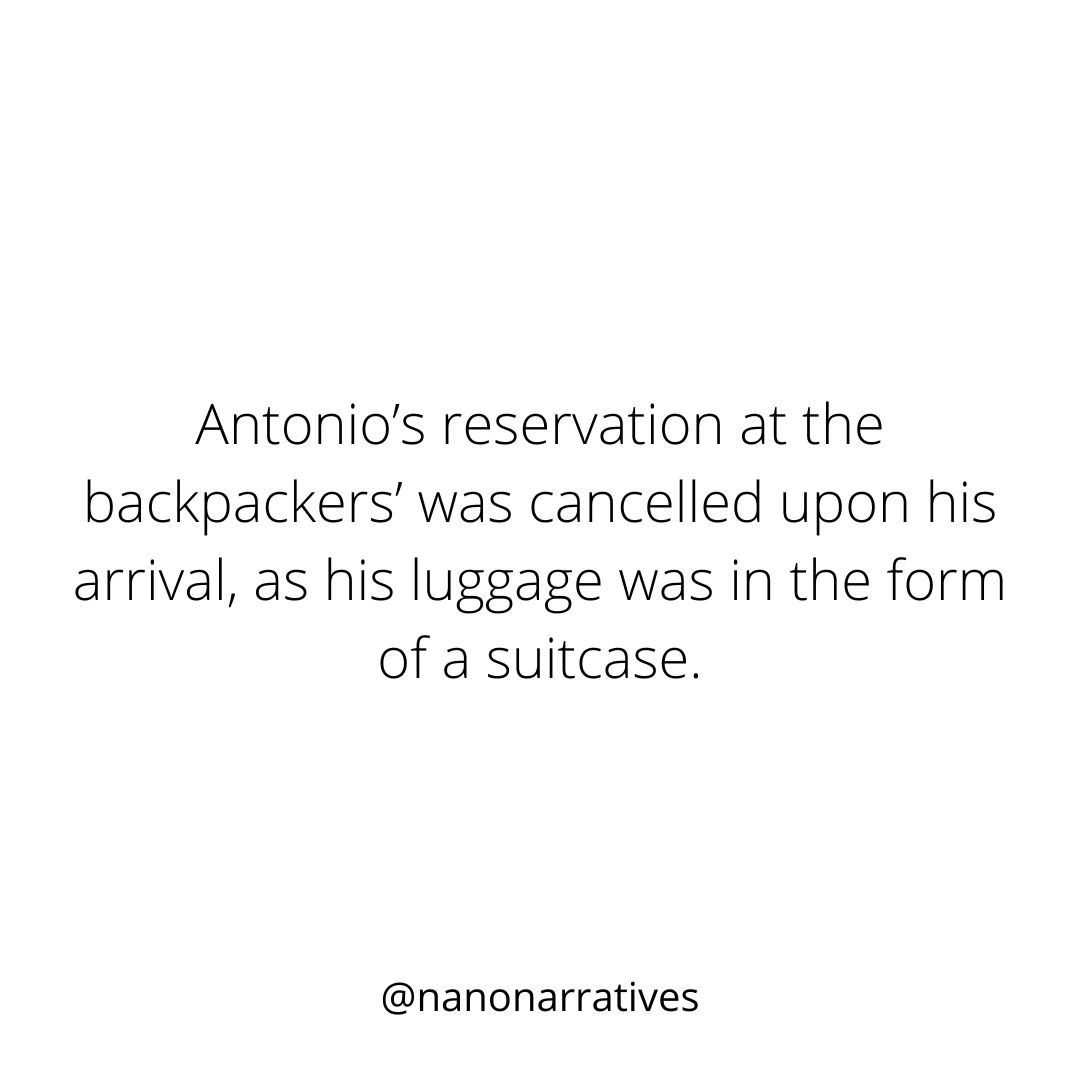 Antonio’s reservation at the
backpackers’ was cancelled upon his
arrival, as his luggage was in the form
of a suitcase.
@nanonarratives